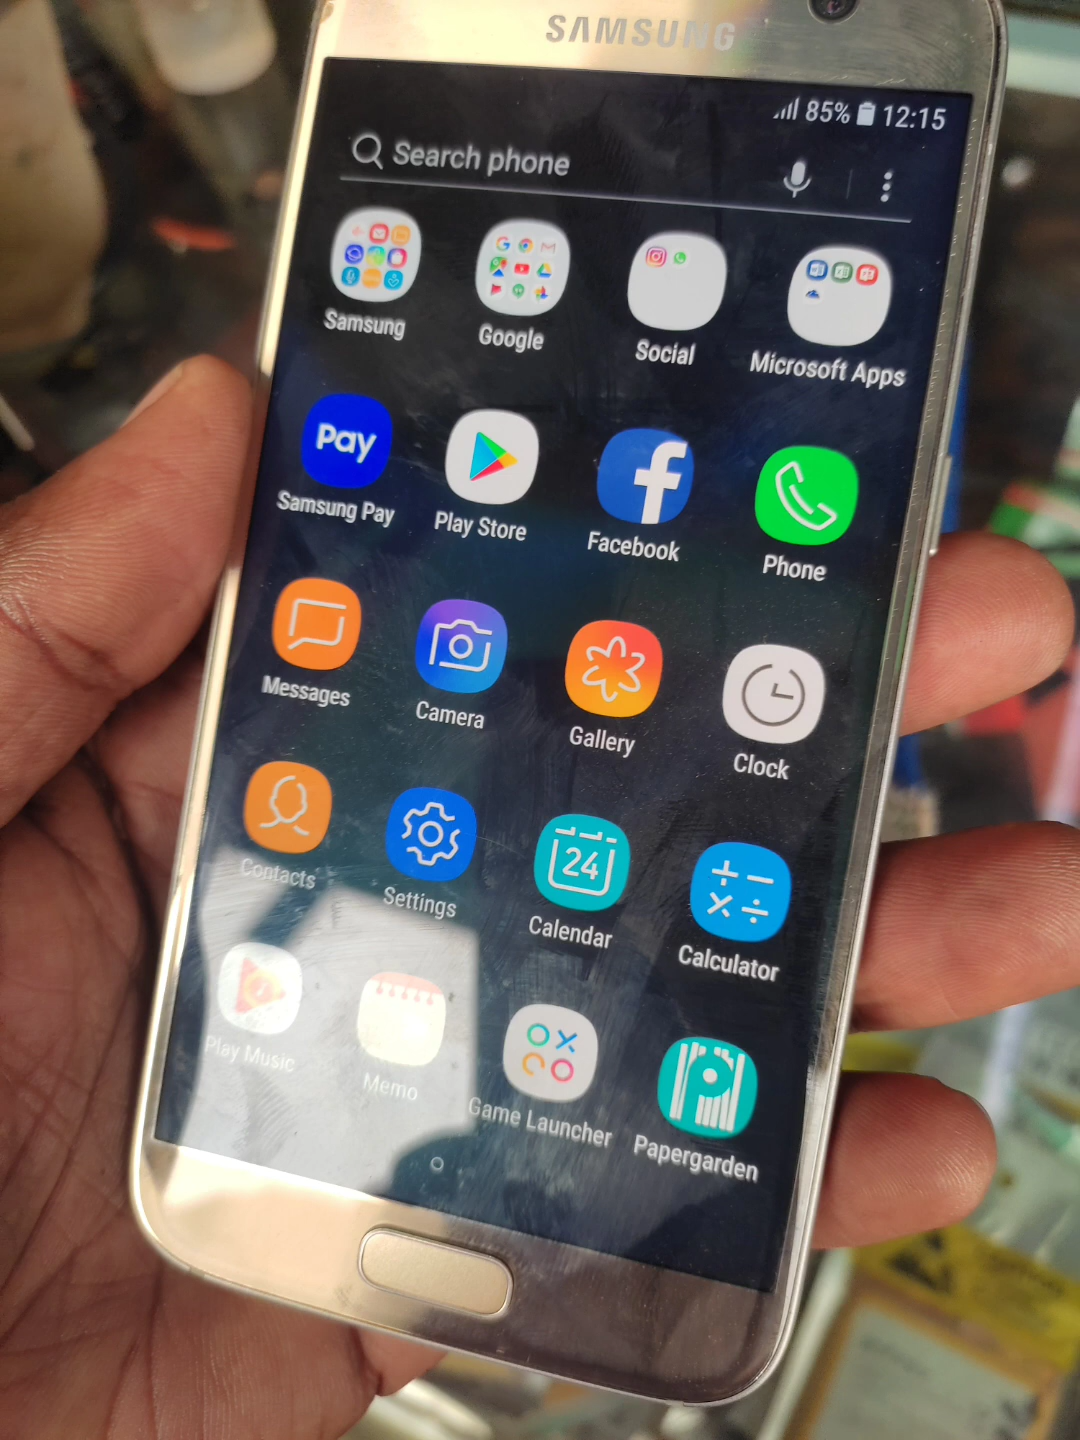 SAMSUNG
85% 12:15
Search phone
Samsung
Google
Social
Microsoft Apps
Pay
Samsung Pay
Play Store
Facebook
Phone
Messages
Camera
Gallery
Clock
Contacts
Settings
24
Calendar
Calculator
Play Music
Memo
Game Launcher
Papergarden